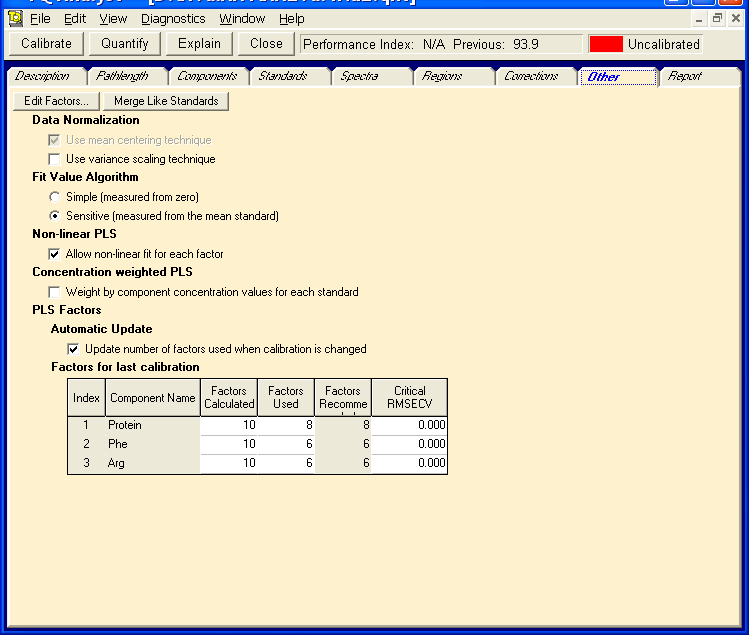 File Edit View Diagnostics Window Help
Calibrate Quantify Explain Close Performance Index: N/A Previous: 93.9 Uncalibrated
Description Pathlength Components Standards Spectra Regions Corrections Other Report
Edit Factors... Merge Like Standards
Data Normalization
Use mean centering technique
Use variance scaling technique
Fit Value Algorithm
Simple (measured from zero)
Sensitive (measured from the mean standard)
Non-linear PLS
Allow non-linear fit for each factor
Concentration weighted PLS
Weight by component concentration values for each standard
PLS Factors
Automatic Update
Update number of factors used when calibration is changed
Factors for last calibration
Index Component Name Factors Calculated Factors Used Factors Recomme Critical RMSECV
1 Protein 10 8 8 0.000
2 Phe 10 6 6 0.000
3 Arg 10 6 6 0.000